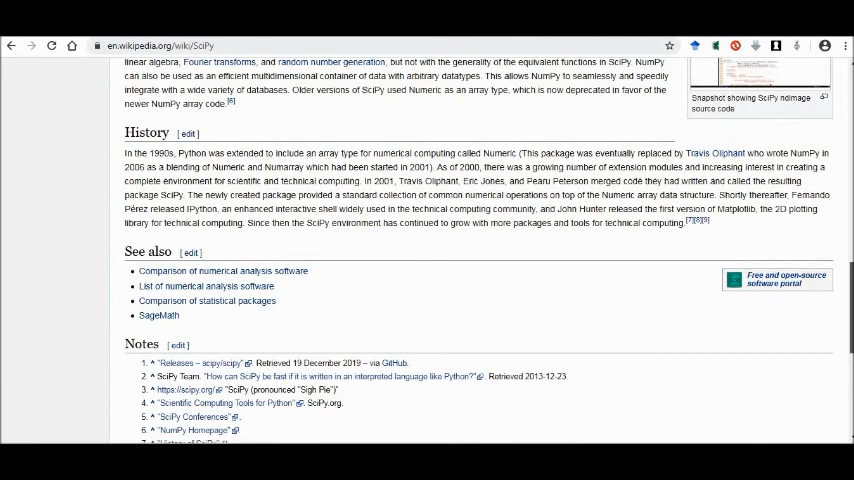 en.wikipedia.org/wiki/SciPy
linear algebra, Fourier transforms, and random number generation, but not with the generality of the equivalent functions in SciPy. NumPy
can also be used as an efficient multidimensional container of data with arbitrary datatypes. This allows NumPy to seamlessly and speedily
integrate with a wide variety of databases. Older versions of SciPy used Numeric as an array type, which is now deprecated in favor of the
newer NumPy array code.[6]
Snapshot showing SciPy ndimage
source code
History [ edit ]
In the 1990s, Python was extended to include an array type for numerical computing called Numeric (This package was eventually replaced by Travis Oliphant who wrote NumPy in
2006 as a blending of Numeric and Numarray which had been started in 2001). As of 2000, there was a growing number of extension modules and increasing interest in creating a
complete environment for scientific and technical computing. In 2001, Travis Oliphant, Eric Jones, and Pearu Peterson merged code they had written and called the resulting
package SciPy. The newly created package provided a standard collection of common numerical operations on top of the Numeric array data structure. Shortly thereafter, Fernando
Pérez released IPython, an enhanced interactive shell widely used in the technical computing community, and John Hunter released the first version of Matplotlib, the 2D plotting
library for technical computing. Since then the SciPy environment has continued to grow with more packages and tools for technical computing.[7][8][9]
See also [ edit ]
• Comparison of numerical analysis software
• List of numerical analysis software
• Comparison of statistical packages
• SageMath
Free and open-source
software portal
Notes [ edit ]
1. ^ "Releases – scipy/scipy". Retrieved 19 December 2019 – via GitHub.
2. ^ SciPy Team. "How can SciPy be fast if it is written in an interpreted language like Python?". Retrieved 2013-12-23.
3. ^ https://scipy.org/ "SciPy (pronounced "Sigh Pie")"
4. ^ "Scientific Computing Tools for Python". SciPy.org.
5. ^ "SciPy Conferences".
6. ^ "NumPy Homepage".
7. ^ "History of SciPy".